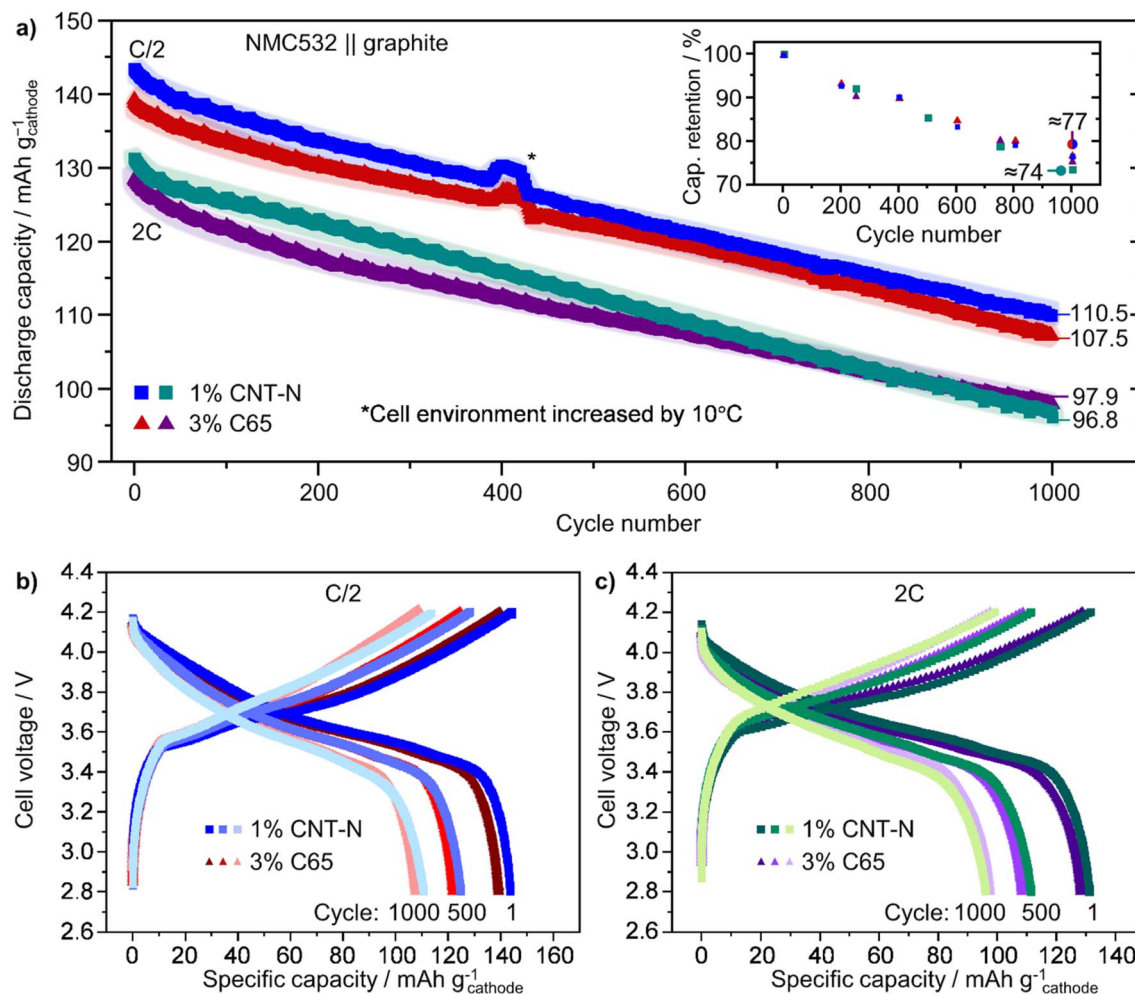 a)
150
140
130
120
110
100
90
Discharge capacity / mAh g⁻¹cathode
C/2
NMC532 || graphite
2C
*
1% CNT-N
3% C65
*Cell environment increased by 10°C
110.5
107.5
97.9
96.8
0 200 400 600 800 1000
Cycle number
100
90
80
70
Cap. retention / %
≈77
≈74
0 200 400 600 800 1000
Cycle number
b)
C/2
4.4
4.2
4.0
3.8
3.6
3.4
3.2
3.0
2.8
2.6
Cell voltage / V
1% CNT-N
3% C65
Cycle: 1000 500 1
0 20 40 60 80 100 120 140 160
Specific capacity / mAh g⁻¹cathode
c)
2C
4.4
4.2
4.0
3.8
3.6
3.4
3.2
3.0
2.8
2.6
Cell voltage / V
1% CNT-N
3% C65
Cycle: 1000 500 1
0 20 40 60 80 100 120 140
Specific capacity / mAh g⁻¹cathode